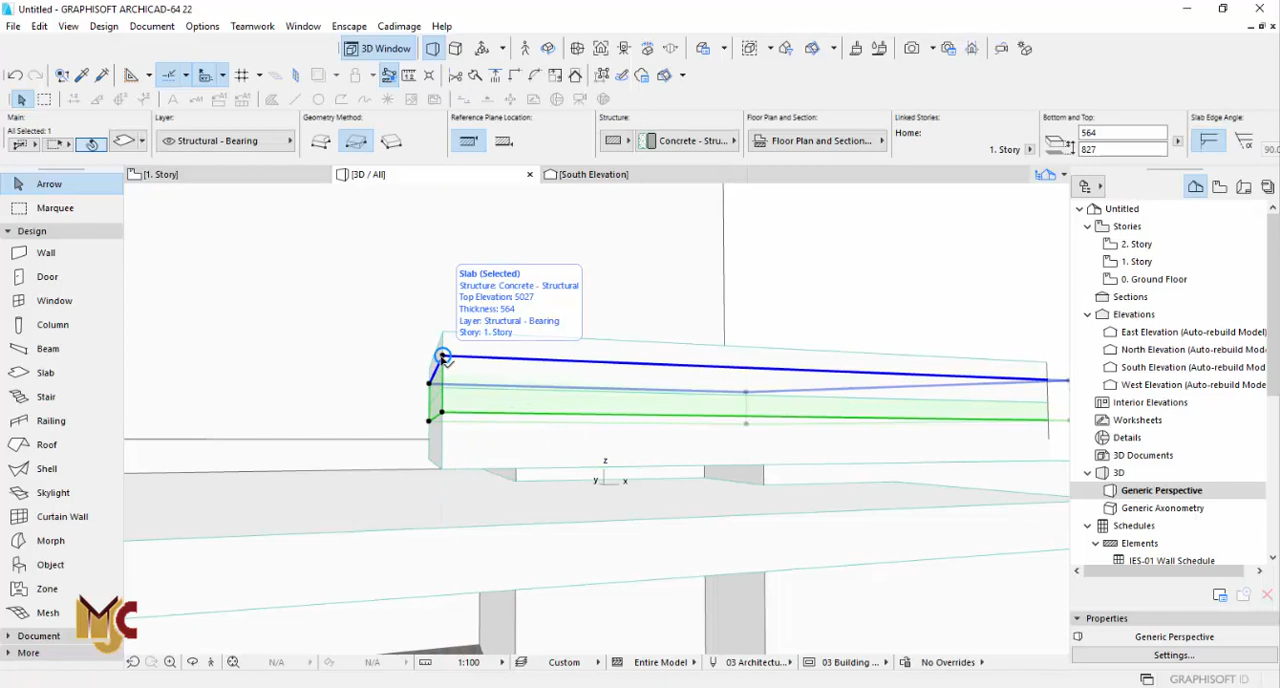 Untitled - GRAPHISOFT ARCHICAD-64 22
File Edit View Design Document Options Teamwork Window Enscape Cadimage Help
3D Window
Main: Layer: Geometry Method: Reference Plane Location: Structure: Floor Plan and Section: Linked Stories: Bottom and Top: Slab Edge Angle:
All Selected: 1
Structural - Bearing
Concrete - Stru...
Floor Plan and Section...
Home:
1. Story
564
827
90.0
[1. Story]
[3D / All]
[South Elevation]
Arrow
Marquee
Design
Wall
Door
Window
Column
Beam
Slab
Stair
Railing
Roof
Shell
Skylight
Curtain Wall
Morph
Object
Zone
Mesh
Document
More
MJC
Slab (Selected)
Structure: Concrete - Structural
Top Elevation: 5027
Thickness: 564
Layer: Structural - Bearing
Story: 1. Story
z
y
x
Untitled
Stories
2. Story
1. Story
0. Ground Floor
Sections
Elevations
East Elevation (Auto-rebuild Model)
North Elevation (Auto-rebuild Model)
South Elevation (Auto-rebuild Model)
West Elevation (Auto-rebuild Model)
Interior Elevations
Worksheets
Details
3D Documents
3D
Generic Perspective
Generic Axonometry
Schedules
Elements
IES-01 Wall Schedule
Properties
Generic Perspective
Settings...
N/A
N/A
1:100
Custom
Entire Model
03 Architectu...
03 Building ...
No Overrides
GRAPHISOFT ID